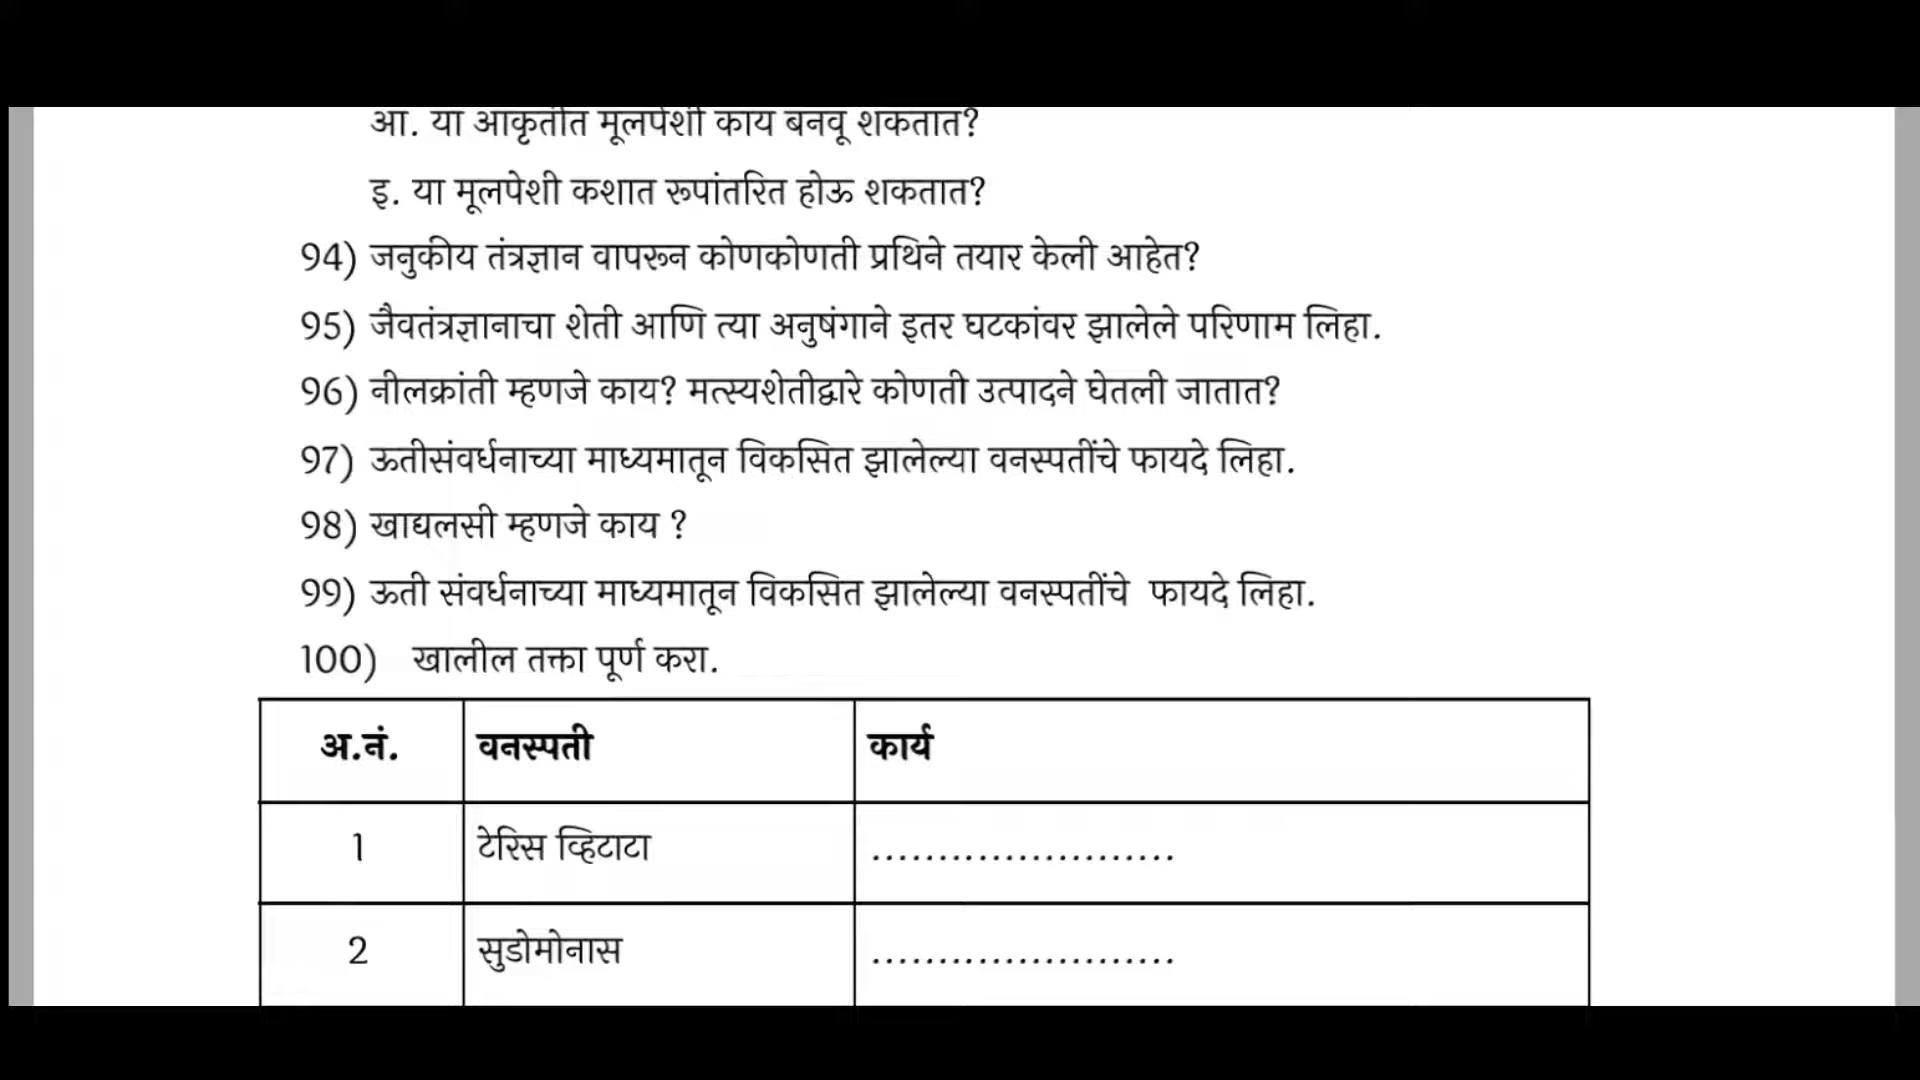 आ. या आकृतीत मूलपेशी काय बनवू शकतात?
इ. या मूलपेशी कशात रूपांतरित होऊ शकतात?
94) जनुकीय तंत्रज्ञान वापरून कोणकोणती प्रथिने तयार केली आहेत?
95) जैवतंत्रज्ञानाचा शेती आणि त्या अनुषंगाने इतर घटकांवर झालेले परिणाम लिहा.
96) नीलक्रांती म्हणजे काय? मत्स्यशेतीद्वारे कोणती उत्पादने घेतली जातात?
97) ऊतीसंवर्धनाच्या माध्यमातून विकसित झालेल्या वनस्पतींचे फायदे लिहा.
98) खाद्यलसी म्हणजे काय ?
99) ऊती संवर्धनाच्या माध्यमातून विकसित झालेल्या वनस्पतींचे फायदे लिहा.
100) खालील तक्ता पूर्ण करा.
अ.नं. वनस्पती कार्य
1 टेरिस व्हिटाटा .......................
2 सुडोमोनास .......................